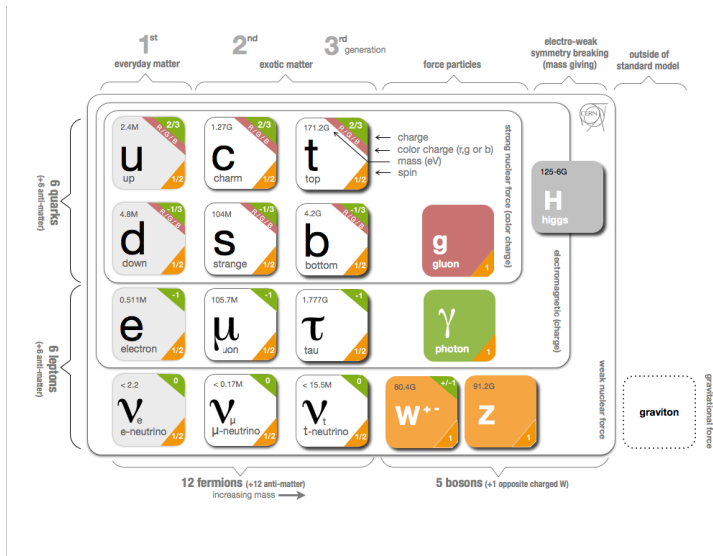 1st
2nd
3rd
generation
everyday matter
exotic matter
force particles
electro-weak
symmetry breaking
(mass giving)
outside of
standard model
CERN
6 quarks
(+6 anti-matter)
6 leptons
(+6 anti-matter)
2.4M
2/3
R/G/B
u
up
1/2
1.27G
2/3
R/G/B
c
charm
1/2
171.2G
2/3
R/G/B
t
top
1/2
charge
color charge (r,g or b)
mass (eV)
spin
strong nuclear force (color charge)
125-6G
H
higgs
4.8M
-1/3
R/G/B
d
down
1/2
104M
-1/3
R/G/B
s
strange
1/2
4.2G
-1/3
R/G/B
b
bottom
1/2
g
gluon
1
electromagnetic (charge)
0.511M
-1
e
electron
1/2
105.7M
-1
μ
muon
1/2
1.777G
-1
τ
tau
1/2
γ
photon
1
weak nuclear force
< 2.2
0
νe
e-neutrino
1/2
< 0.17M
0
νμ
μ-neutrino
1/2
< 15.5M
0
νt
t-neutrino
1/2
80.4G
+/-1
W+-
1
91.2G
Z
1
graviton
gravitational force
12 fermions (+12 anti-matter)
increasing mass
5 bosons (+1 opposite charged W)